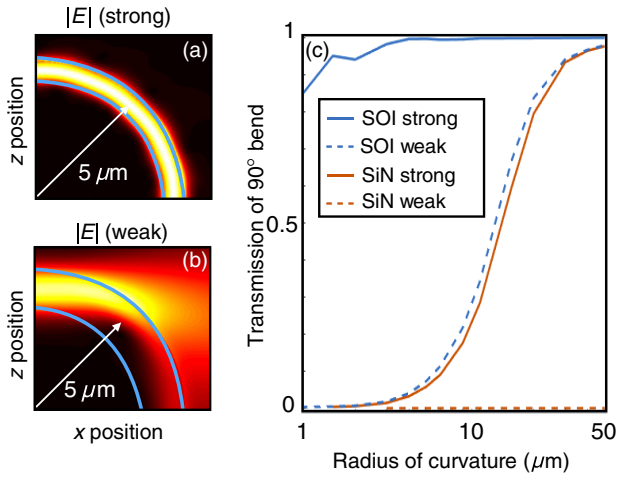 |E| (strong)
(a)
z position
5 μm
|E| (weak)
(b)
z position
5 μm
x position
(c)
Transmission of 90° bend
1
0.5
0
SOI strong
SOI weak
SiN strong
SiN weak
1
10
50
Radius of curvature (μm)